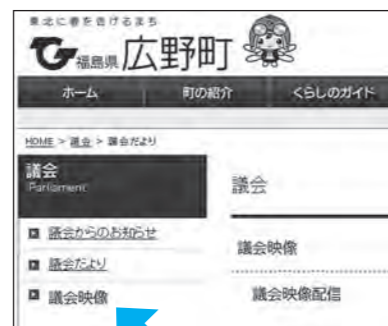 東北に春を告げるまち
福島県広野町
ホーム 町の紹介 くらしのガイド
HOME > 議会 > 議会だより
議会
Parliament
議会からのお知らせ
議会だより
議会映像
議会
議会映像
議会映像配信